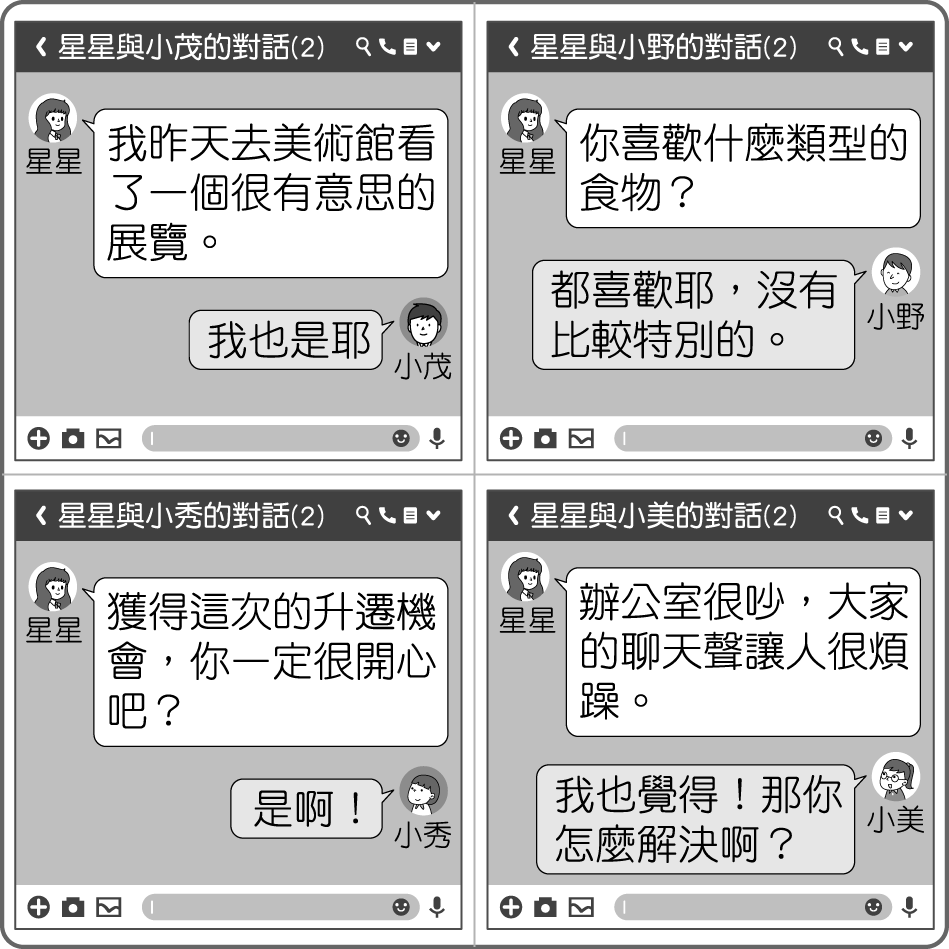 星星與小茂的對話(2)
星星
我昨天去美術館看
了一個很有意思的
展覽。
我也是耶
小茂
星星與小野的對話(2)
星星
你喜歡什麼類型的
食物？
都喜歡耶，沒有
比較特別的。
小野
星星與小秀的對話(2)
星星
獲得這次的升遷機
會，你一定很開心
吧？
是啊！
小秀
星星與小美的對話(2)
星星
辦公室很吵，大家
的聊天聲讓人很煩
躁。
我也覺得！那你
怎麼解決啊？
小美